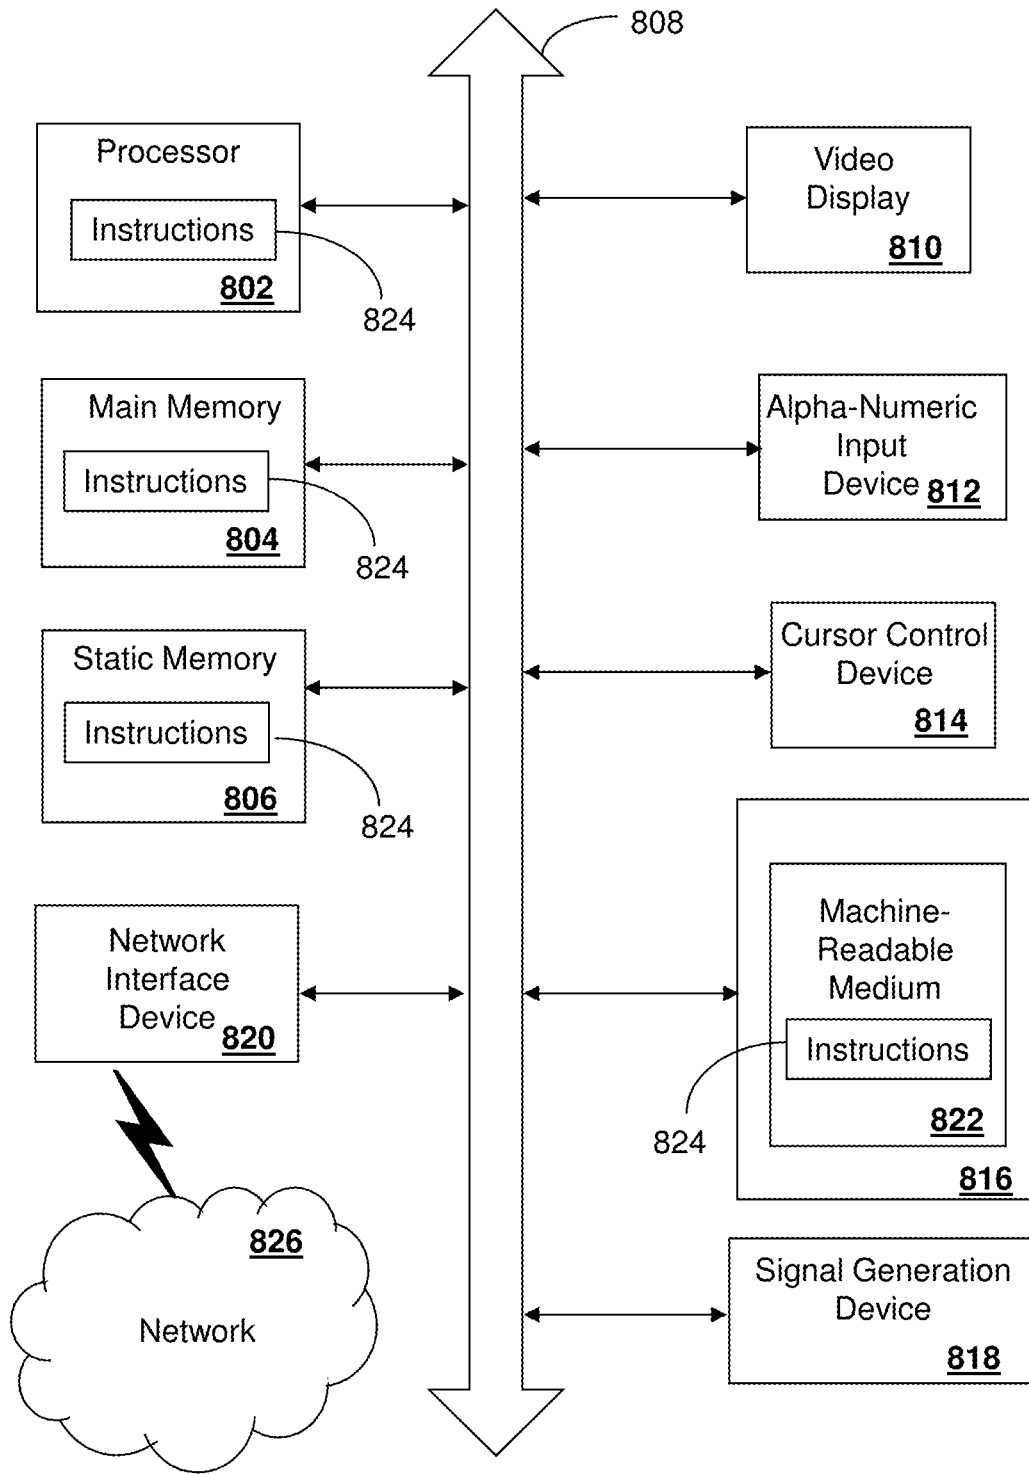 808
Processor
Instructions
802
824
Main Memory
Instructions
804
824
Static Memory
Instructions
806
824
Network
Interface
Device
820
826
Network
Video
Display
810
Alpha-Numeric
Input
Device
812
Cursor Control
Device
814
Machine-
Readable
Medium
Instructions
822
824
816
Signal Generation
Device
818